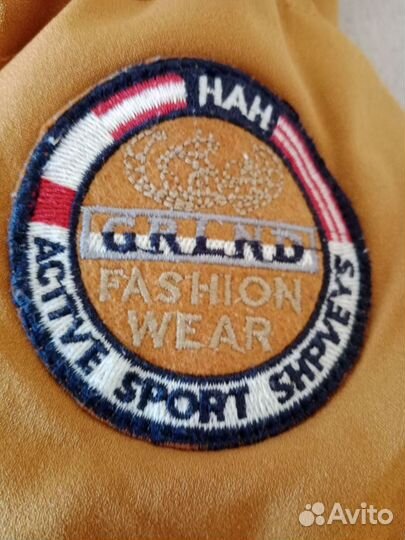 HAH
GRLND
FASHION
WEAR
ACTIVE SPORT SHPVEYS
Avito